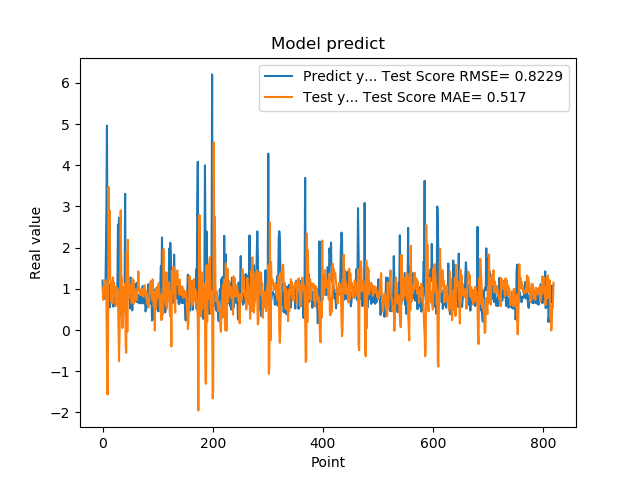 Model predict
Predict y... Test Score RMSE= 0.8229
Test y... Test Score MAE= 0.517
Real value
6
5
4
3
2
1
0
−1
−2
0 200 400 600 800
Point